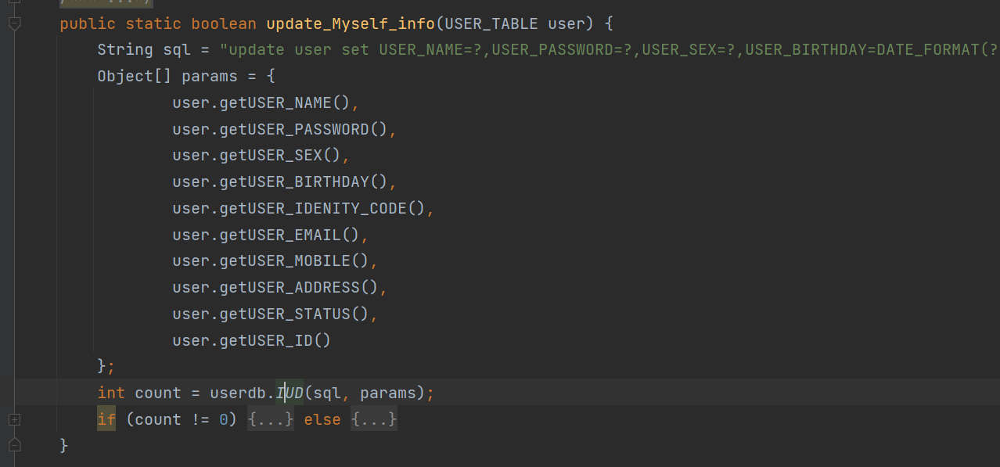 public static boolean update_Myself_info(USER_TABLE user) {
String sql = "update user set USER_NAME=?,USER_PASSWORD=?,USER_SEX=?,USER_BIRTHDAY=DATE_FORMAT(?
Object[] params = {
user.getUSER_NAME(),
user.getUSER_PASSWORD(),
user.getUSER_SEX(),
user.getUSER_BIRTHDAY(),
user.getUSER_IDENITY_CODE(),
user.getUSER_EMAIL(),
user.getUSER_MOBILE(),
user.getUSER_ADDRESS(),
user.getUSER_STATUS(),
user.getUSER_ID()
};
int count = userdb.IUD(sql, params);
if (count != 0) {...} else {...}
}